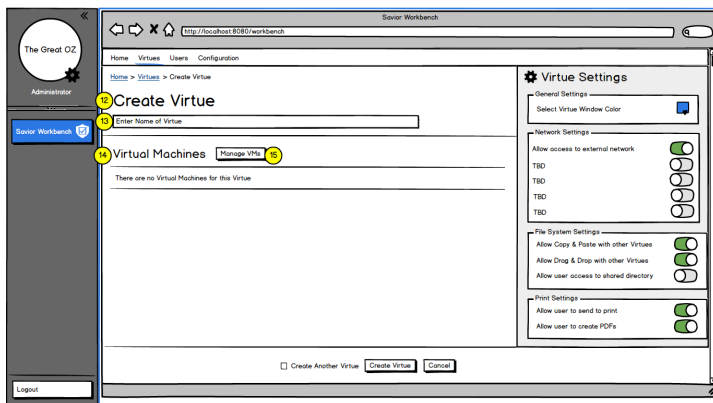 Savior Workbench
http://localhost:8080/workbench
The Great OZ
Administrator
Savior Workbench
Logout
Home Virtues Users Configuration
Home > Virtues > Create Virtue
12 Create Virtue
13 Enter Name of Virtue
14 Virtual Machines Manage VMs 15
There are no Virtual Machines for this Virtue
Create Another Virtue Create Virtue Cancel
Virtue Settings
General Settings
Select Virtue Window Color
Network Settings
Allow access to external network
TBD
TBD
TBD
TBD
File System Settings
Allow Copy & Paste with other Virtues
Allow Drag & Drop with other Virtues
Allow user access to shared directory
Print Settings
Allow user to send to print
Allow user to create PDFs